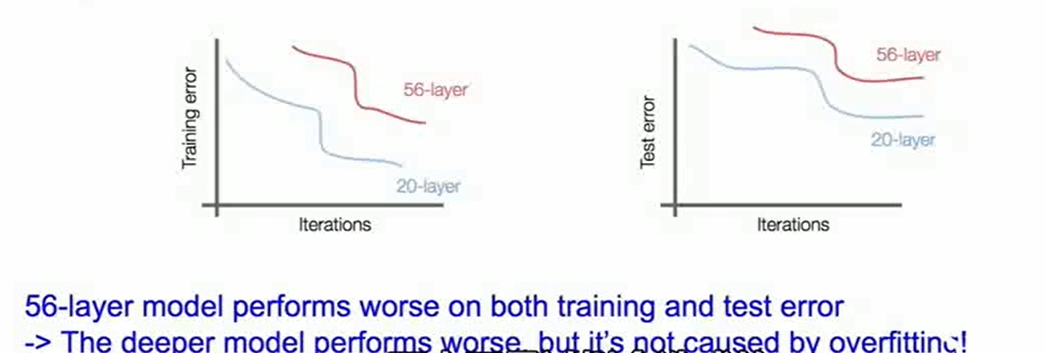 Training error
56-layer
20-layer
Iterations
Test error
56-layer
20-layer
Iterations
56-layer model performs worse on both training and test error
-> The deeper model performs worse, but it's not caused by overfitting!